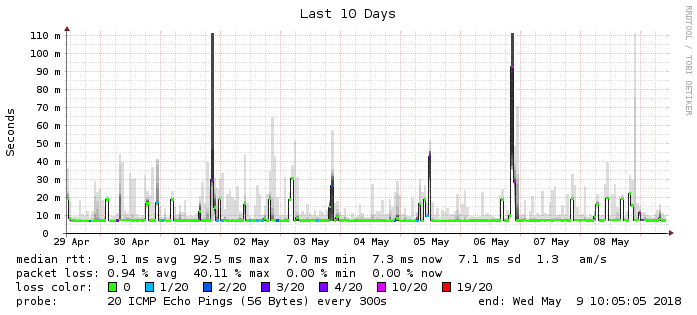 Last 10 Days
RRDTOOL / TOBI OETIKER
Seconds
110 m
100 m
90 m
80 m
70 m
60 m
50 m
40 m
30 m
20 m
10 m
0
29 Apr 30 Apr 01 May 02 May 03 May 04 May 05 May 06 May 07 May 08 May
median rtt: 9.1 ms avg 92.5 ms max 7.0 ms min 7.3 ms now 7.1 ms sd 1.3 am/s
packet loss: 0.94 % avg 40.11 % max 0.00 % min 0.00 % now
loss color: 0 1/20 2/20 3/20 4/20 10/20 19/20
probe: 20 ICMP Echo Pings (56 Bytes) every 300s end: Wed May 9 10:05:05 2018